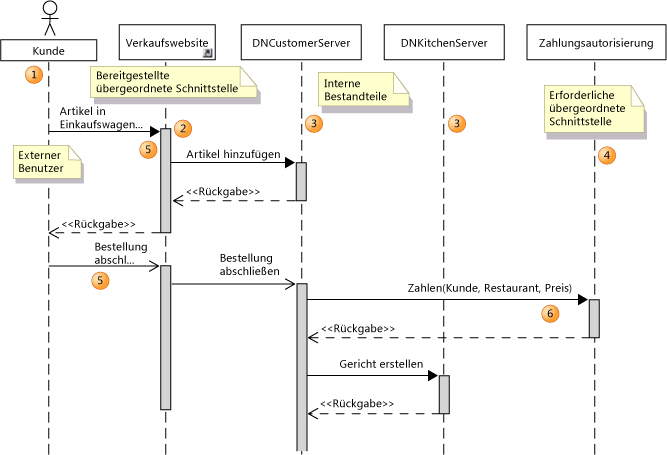 Kunde
Verkaufswebsite
DNCustomerServer
DNKitchenServer
Zahlungsautorisierung
1
Bereitgestellte
übergeordnete Schnittstelle
Interne
Bestandteile
Erforderliche
übergeordnete
Schnittstelle
Artikel in
Einkaufswagen...
2
3
3
4
5
Externer
Benutzer
Artikel hinzufügen
<<Rückgabe>>
<<Rückgabe>>
Bestellung
abschl...
5
Bestellung
abschließen
Zahlen(Kunde, Restaurant, Preis)
6
<<Rückgabe>>
Gericht erstellen
<<Rückgabe>>